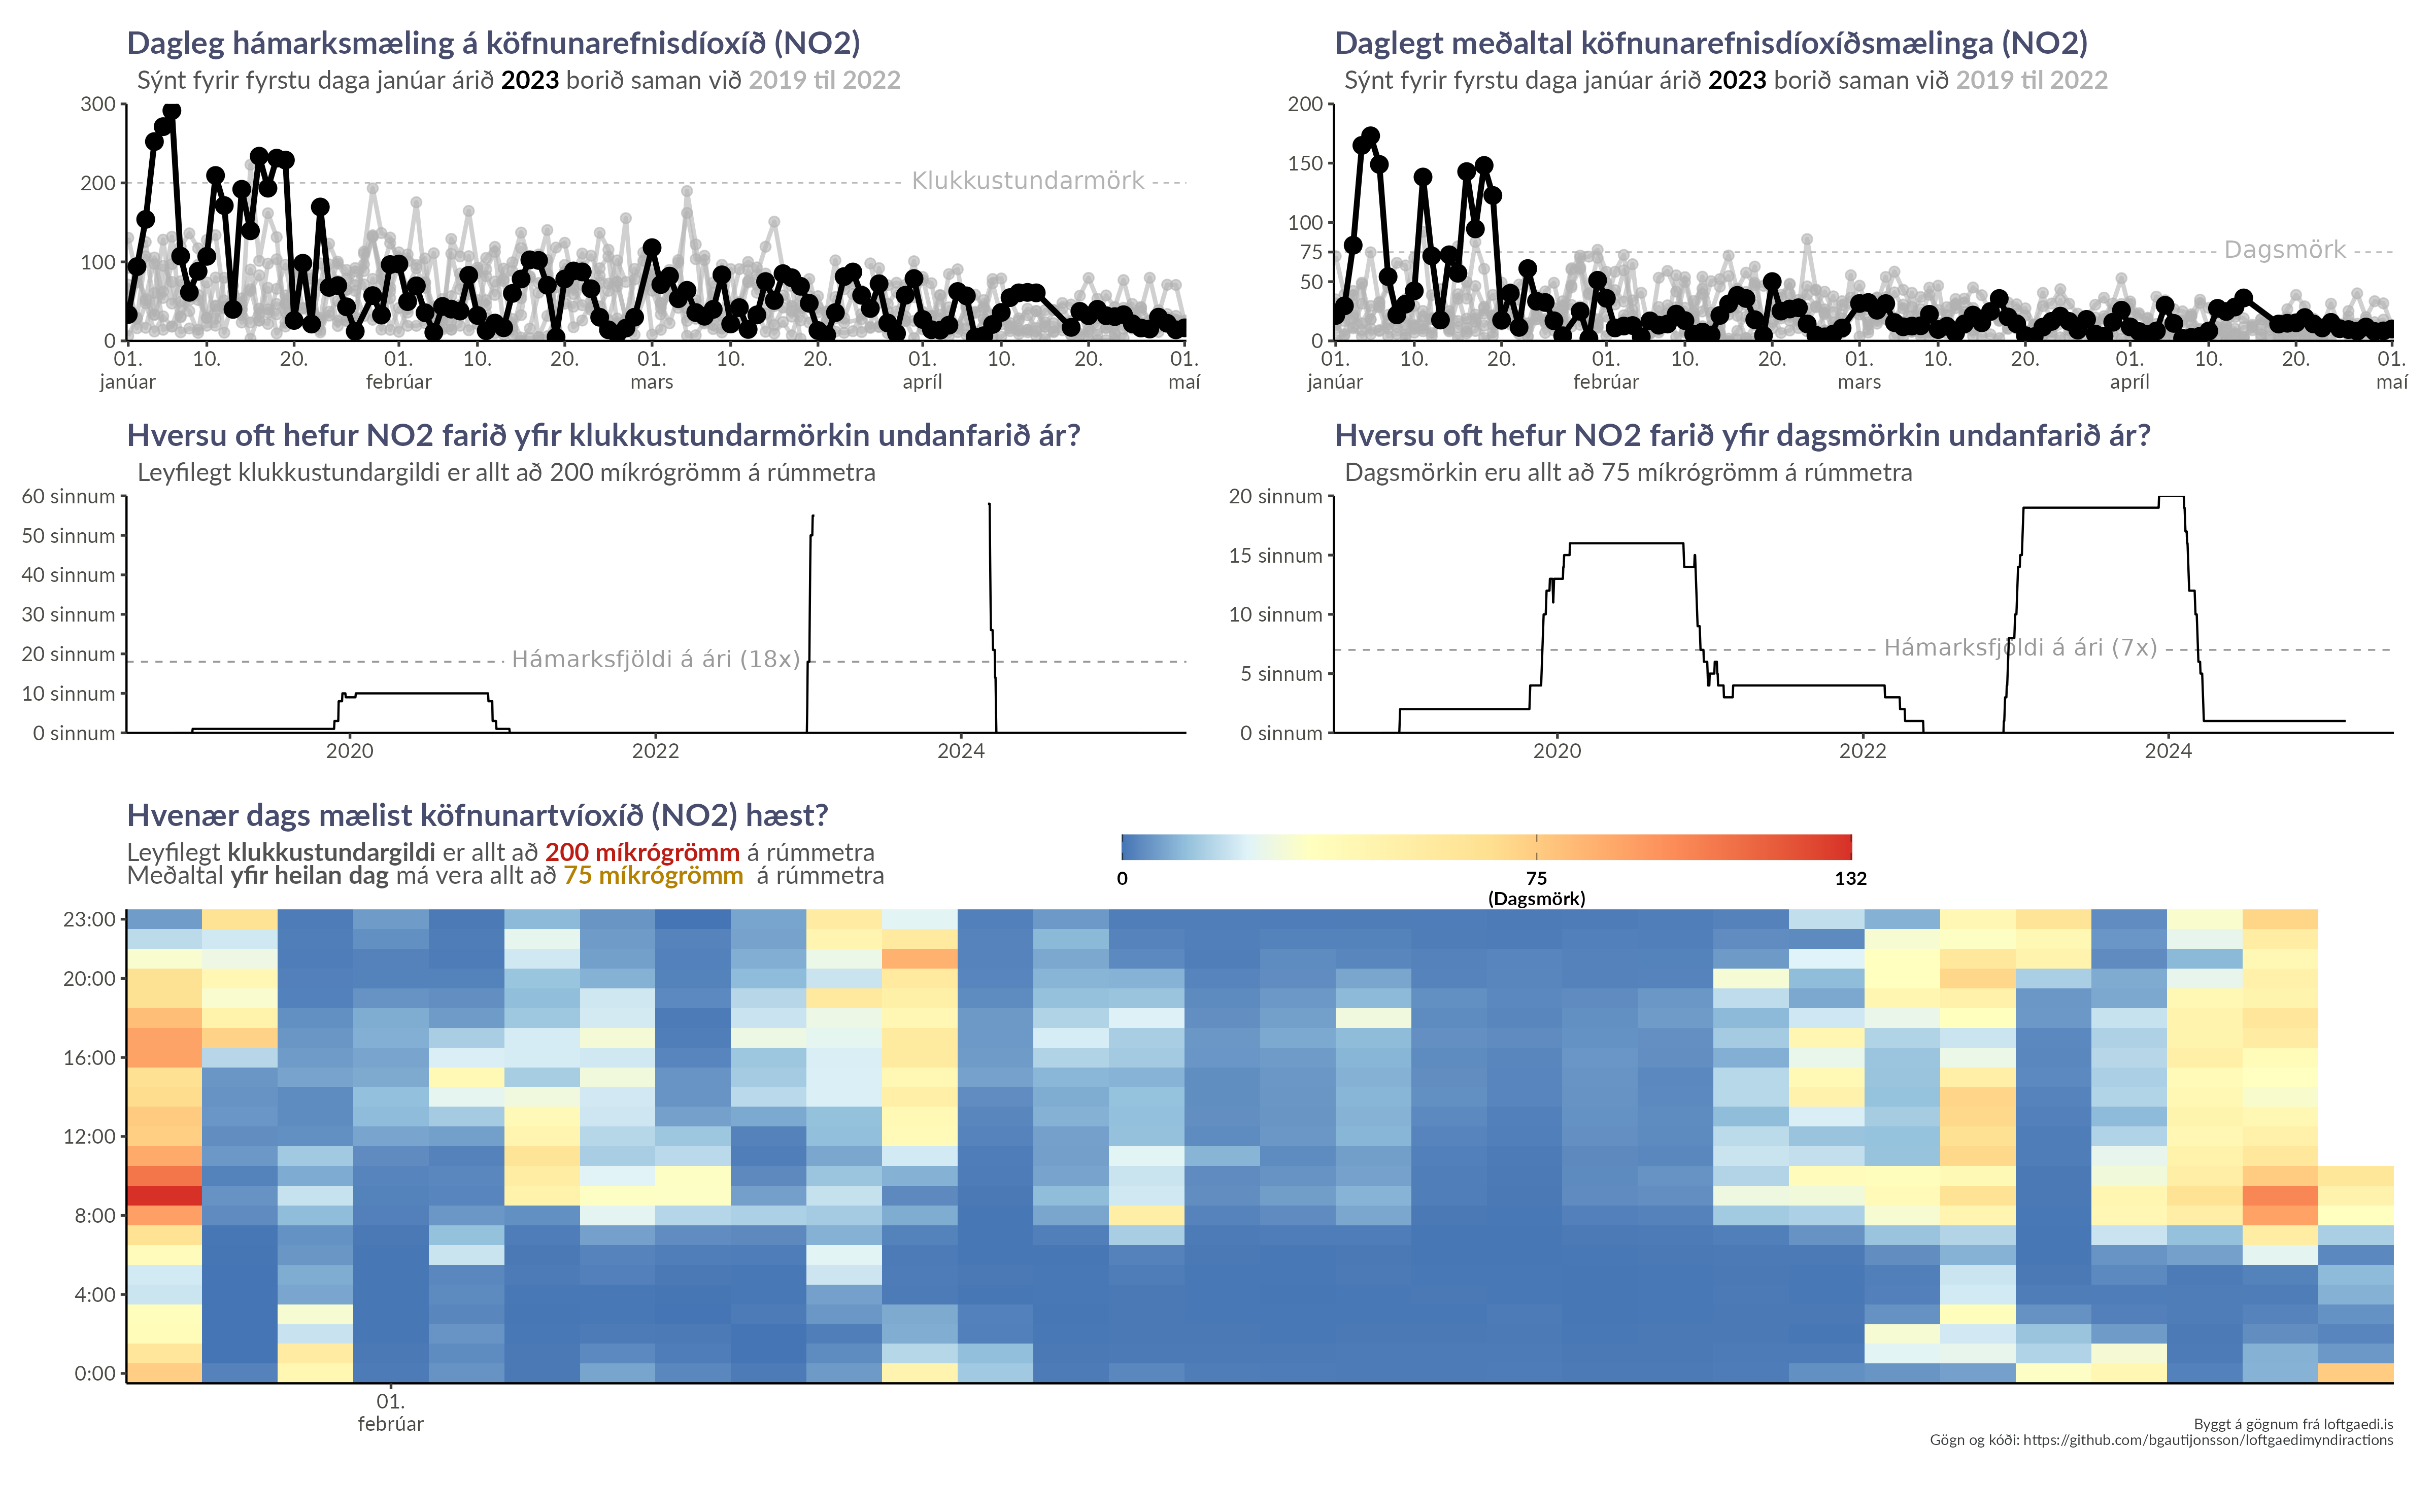 Dagleg hámarksmæling á köfnunarefnisdíoxíð (NO2)
Sýnt fyrir fyrstu daga janúar árið 2023 borið saman við 2019 til 2022
300
200
100
0
Klukkustundarmörk
01. 10. 20. 01. 10. 20. 01. 10. 20. 01. 10. 20. 01.
janúar febrúar mars apríl maí
Daglegt meðaltal köfnunarefnisdíoxíðsmælinga (NO2)
Sýnt fyrir fyrstu daga janúar árið 2023 borið saman við 2019 til 2022
200
150
100
75
50
0
Dagsmörk
01. 10. 20. 01. 10. 20. 01. 10. 20. 01. 10. 20. 01.
janúar febrúar mars apríl maí
Hversu oft hefur NO2 farið yfir klukkustundarmörkin undanfarið ár?
Leyfilegt klukkustundargildi er allt að 200 míkrógrömm á rúmmetra
60 sinnum
50 sinnum
40 sinnum
30 sinnum
20 sinnum
10 sinnum
0 sinnum
Hámarksfjöldi á ári (18x)
2020 2022 2024
Hversu oft hefur NO2 farið yfir dagsmörkin undanfarið ár?
Dagsmörkin eru allt að 75 míkrógrömm á rúmmetra
20 sinnum
15 sinnum
10 sinnum
5 sinnum
0 sinnum
Hámarksfjöldi á ári (7x)
2020 2022 2024
Hvenær dags mælist köfnunartvíoxíð (NO2) hæst?
Leyfilegt klukkustundargildi er allt að 200 míkrógrömm á rúmmetra
Meðaltal yfir heilan dag má vera allt að 75 míkrógrömm á rúmmetra
0 75 132
(Dagsmörk)
23:00
20:00
16:00
12:00
8:00
4:00
0:00
01.
febrúar
Byggt á gögnum frá loftgaedi.is
Gögn og kóði: https://github.com/bgautijonsson/loftgaedimyndiractions